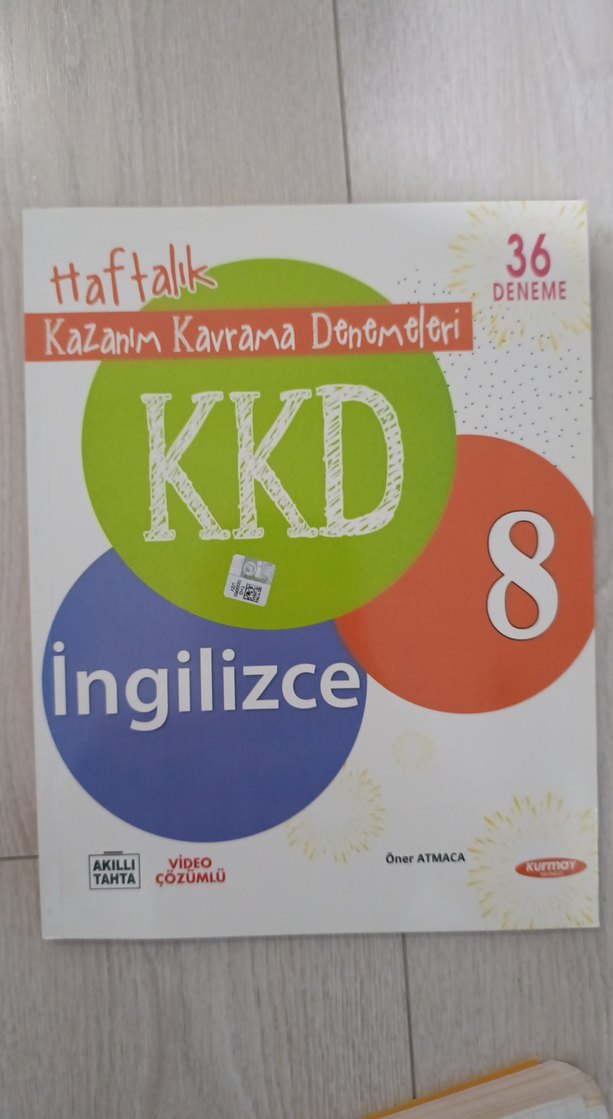 Haftalık
36
DENEME
Kazanım Kavrama Denemeleri
KKD
8
İngilizce
AKILLI
TAHTA
VİDEO
ÇÖZÜMLÜ
Öner ATMACA
Kurmay